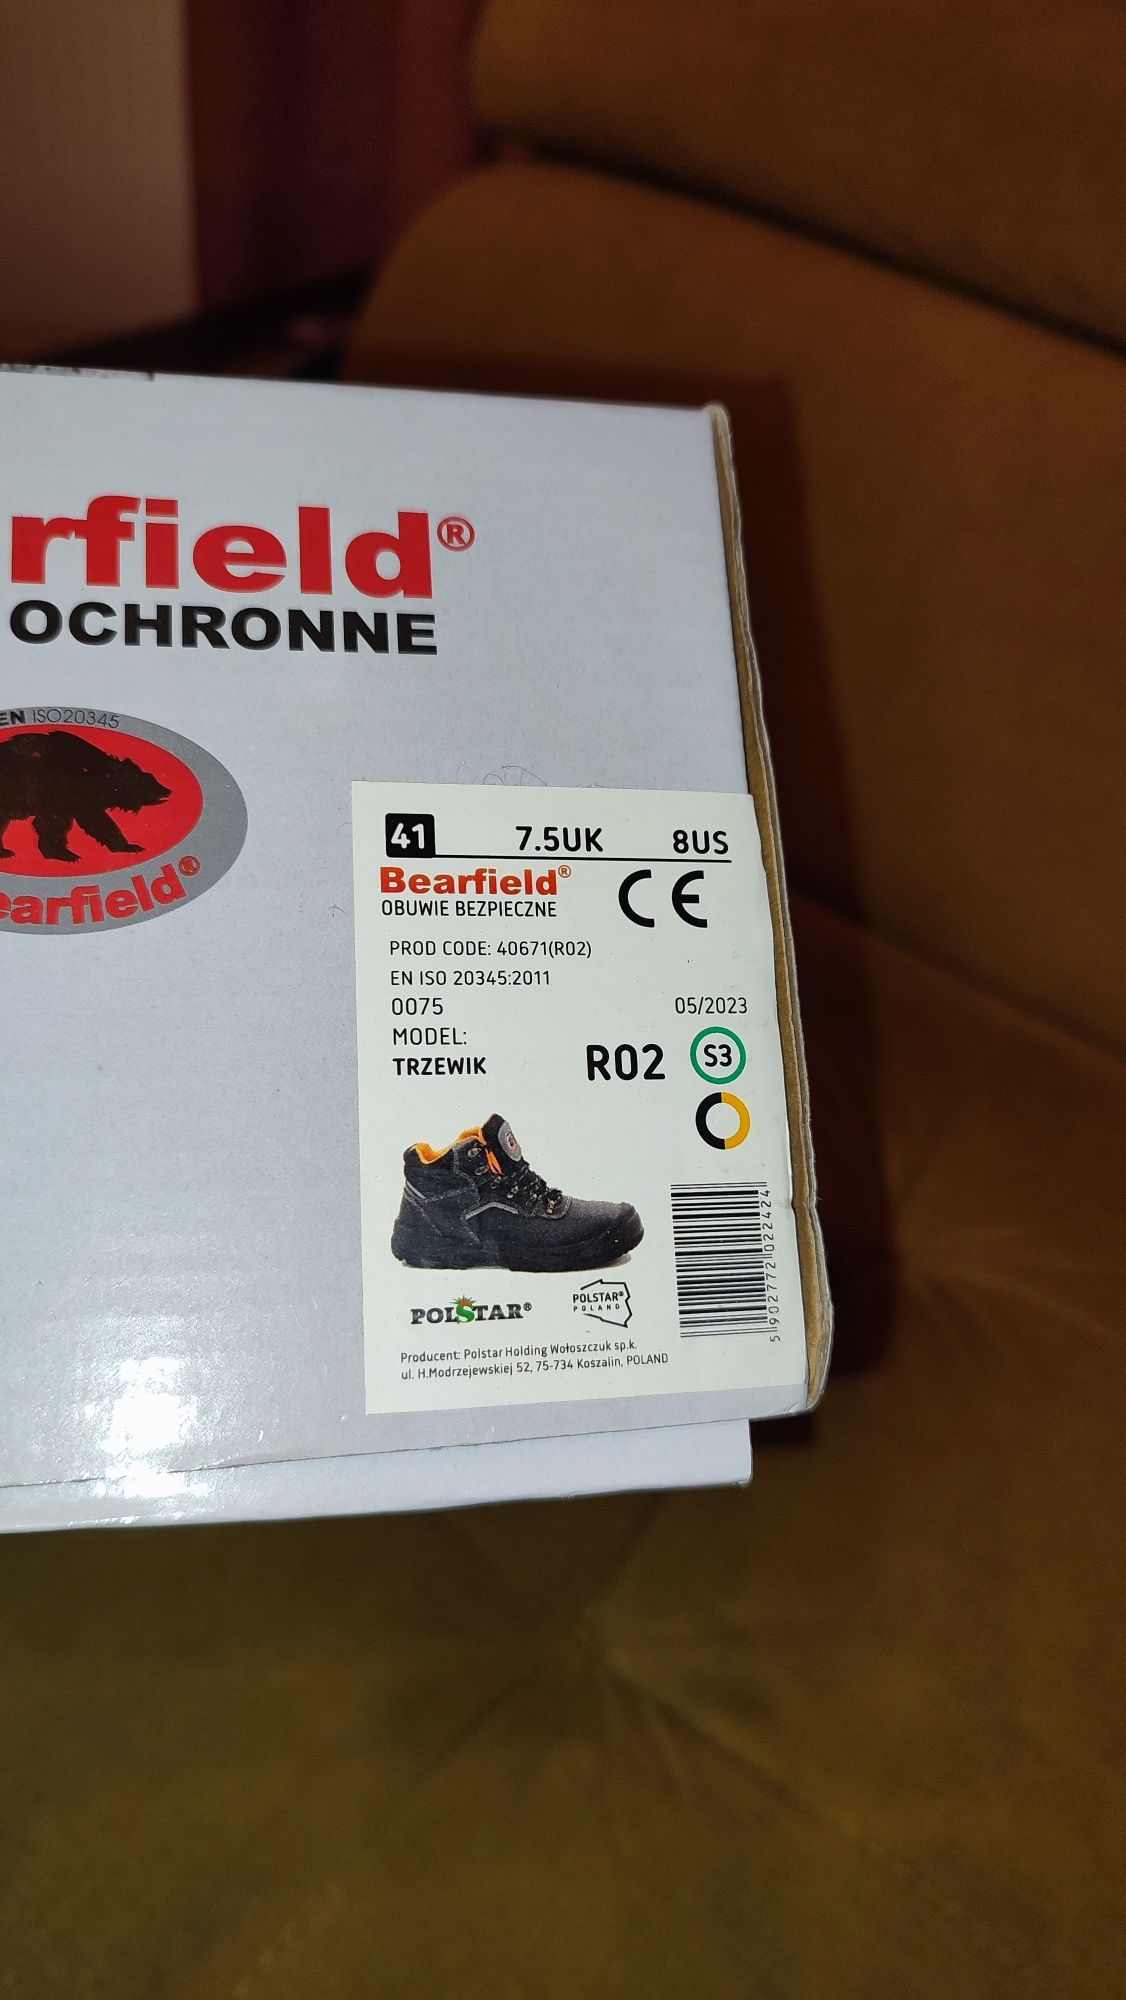 rfield®
OCHRONNE
EN ISO20345
earfield®
41 7.5UK 8US
Bearfield® CE
OBUWIE BEZPIECZNE
PROD CODE: 40671(R02)
EN ISO 20345:2011
0075 05/2023
MODEL:
TRZEWIK R02 S3
POLSTAR®
POLSTAR®
POLAND
5902772022424
Producent: Polstar Holding Wołoszczuk sp.k.
ul. H.Modrzejewskiej 52, 75-734 Koszalin, POLAND